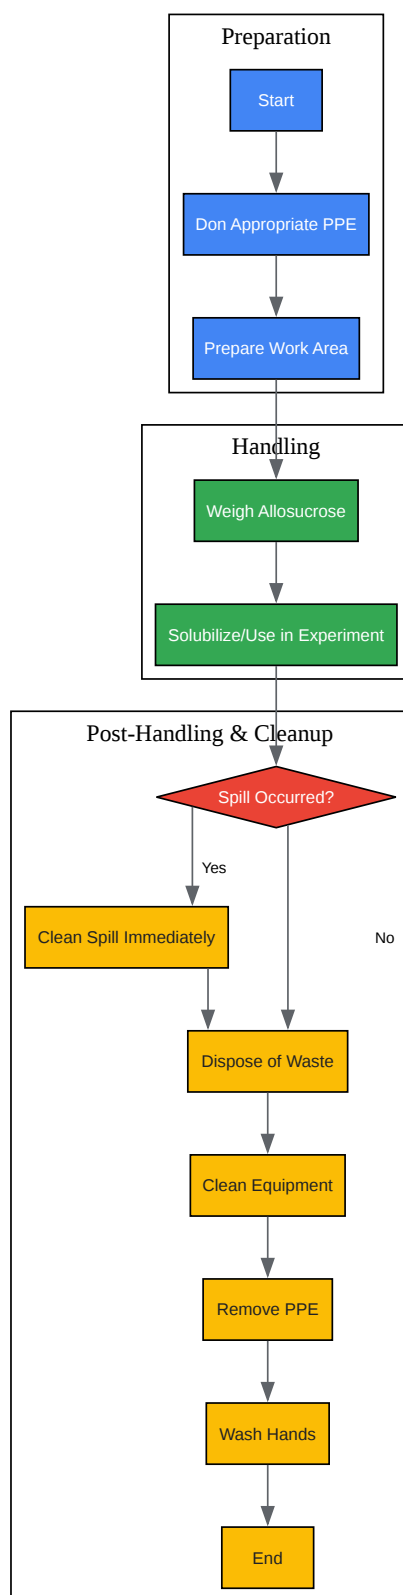 Preparation
Start
Don Appropriate PPE
Prepare Work Area
Handling
Weigh Allosucrose
Solubilize/Use in Experiment
Post-Handling & Cleanup
Spill Occurred?
Yes
Clean Spill Immediately
No
Dispose of Waste
Clean Equipment
Remove PPE
Wash Hands
End